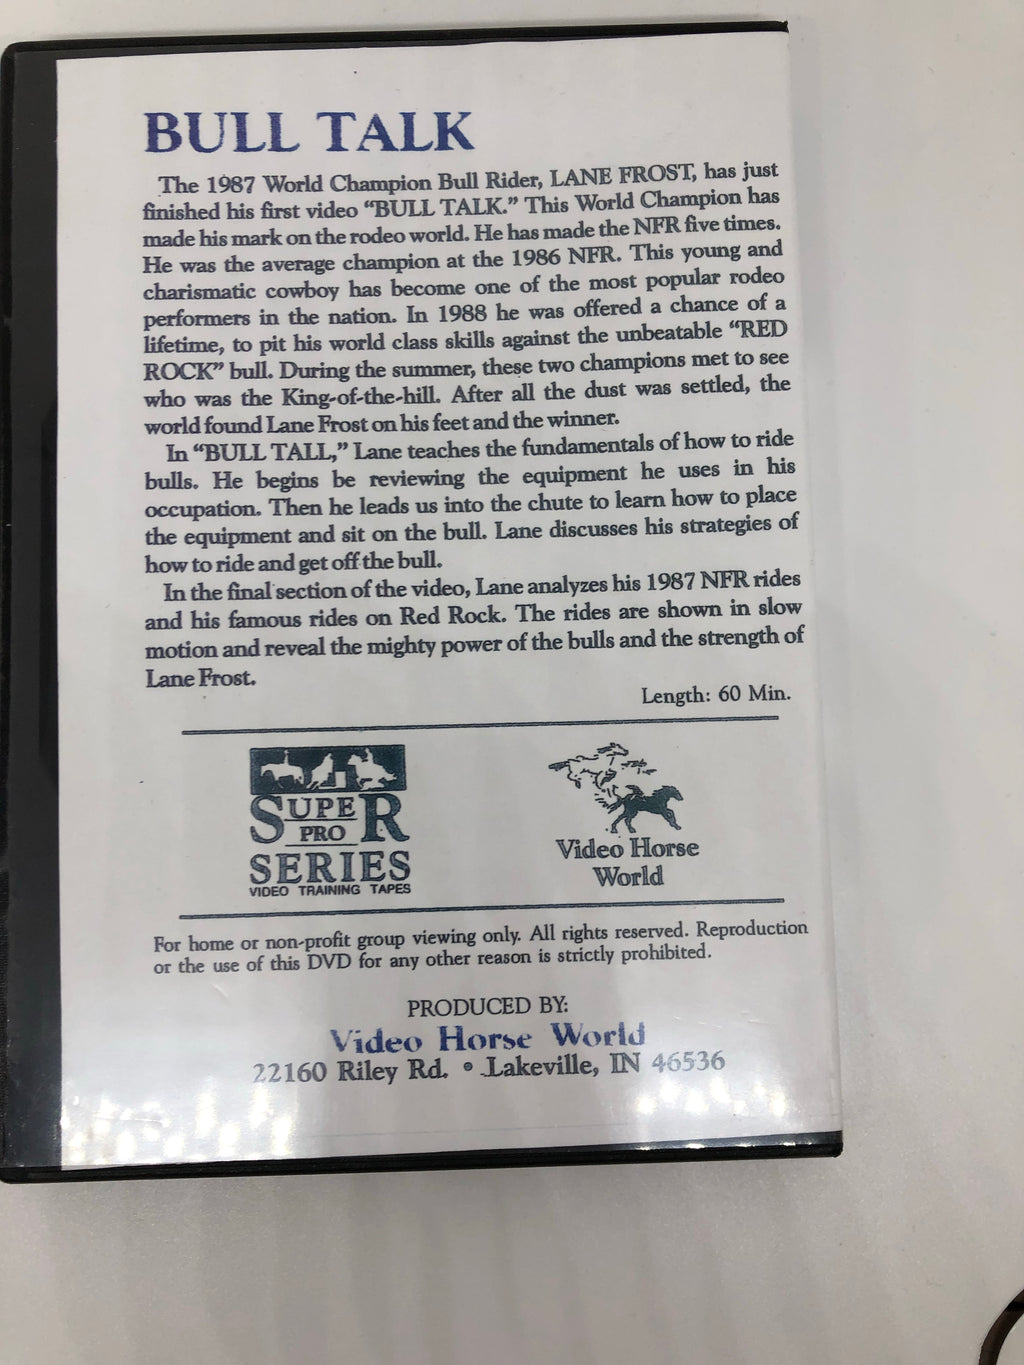 BULL TALK
The 1987 World Champion Bull Rider, LANE FROST, has just
finished his first video “BULL TALK.” This World Champion has
made his mark on the rodeo world. He has made the NFR five times.
He was the average champion at the 1986 NFR. This young and
charismatic cowboy has become one of the most popular rodeo
performers in the nation. In 1988 he was offered a chance of a
lifetime, to pit his world class skills against the unbeatable “RED
ROCK” bull. During the summer, these two champions met to see
who was the King-of-the-hill. After all the dust was settled, the
world found Lane Frost on his feet and the winner.
In “BULL TALL,” Lane teaches the fundamentals of how to ride
bulls. He begins be reviewing the equipment he uses in his
occupation. Then he leads us into the chute to learn how to place
the equipment and sit on the bull. Lane discusses his strategies of
how to ride and get off the bull.
In the final section of the video, Lane analyzes his 1987 NFR rides
and his famous rides on Red Rock. The rides are shown in slow
motion and reveal the mighty power of the bulls and the strength of
Lane Frost.
Length: 60 Min.
SUPER
PRO
SERIES
VIDEO TRAINING TAPES
Video Horse
World
For home or non-profit group viewing only. All rights reserved. Reproduction
or the use of this DVD for any other reason is strictly prohibited.
PRODUCED BY:
Video Horse World
22160 Riley Rd. • Lakeville, IN 46536